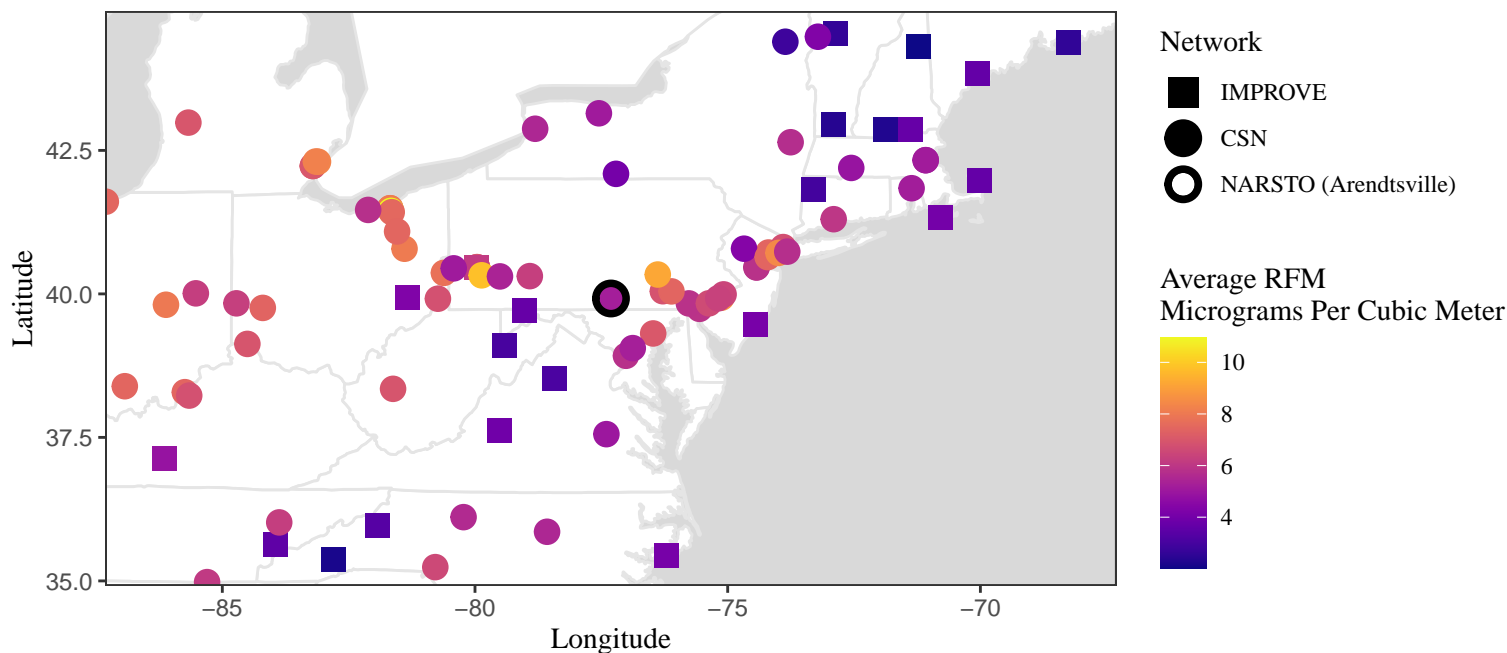 42.5
40.0
37.5
35.0
Latitude
−85
−80
−75
−70
Longitude
Network
IMPROVE
CSN
NARSTO (Arendtsville)
Average RFM
Micrograms Per Cubic Meter
10
8
6
4